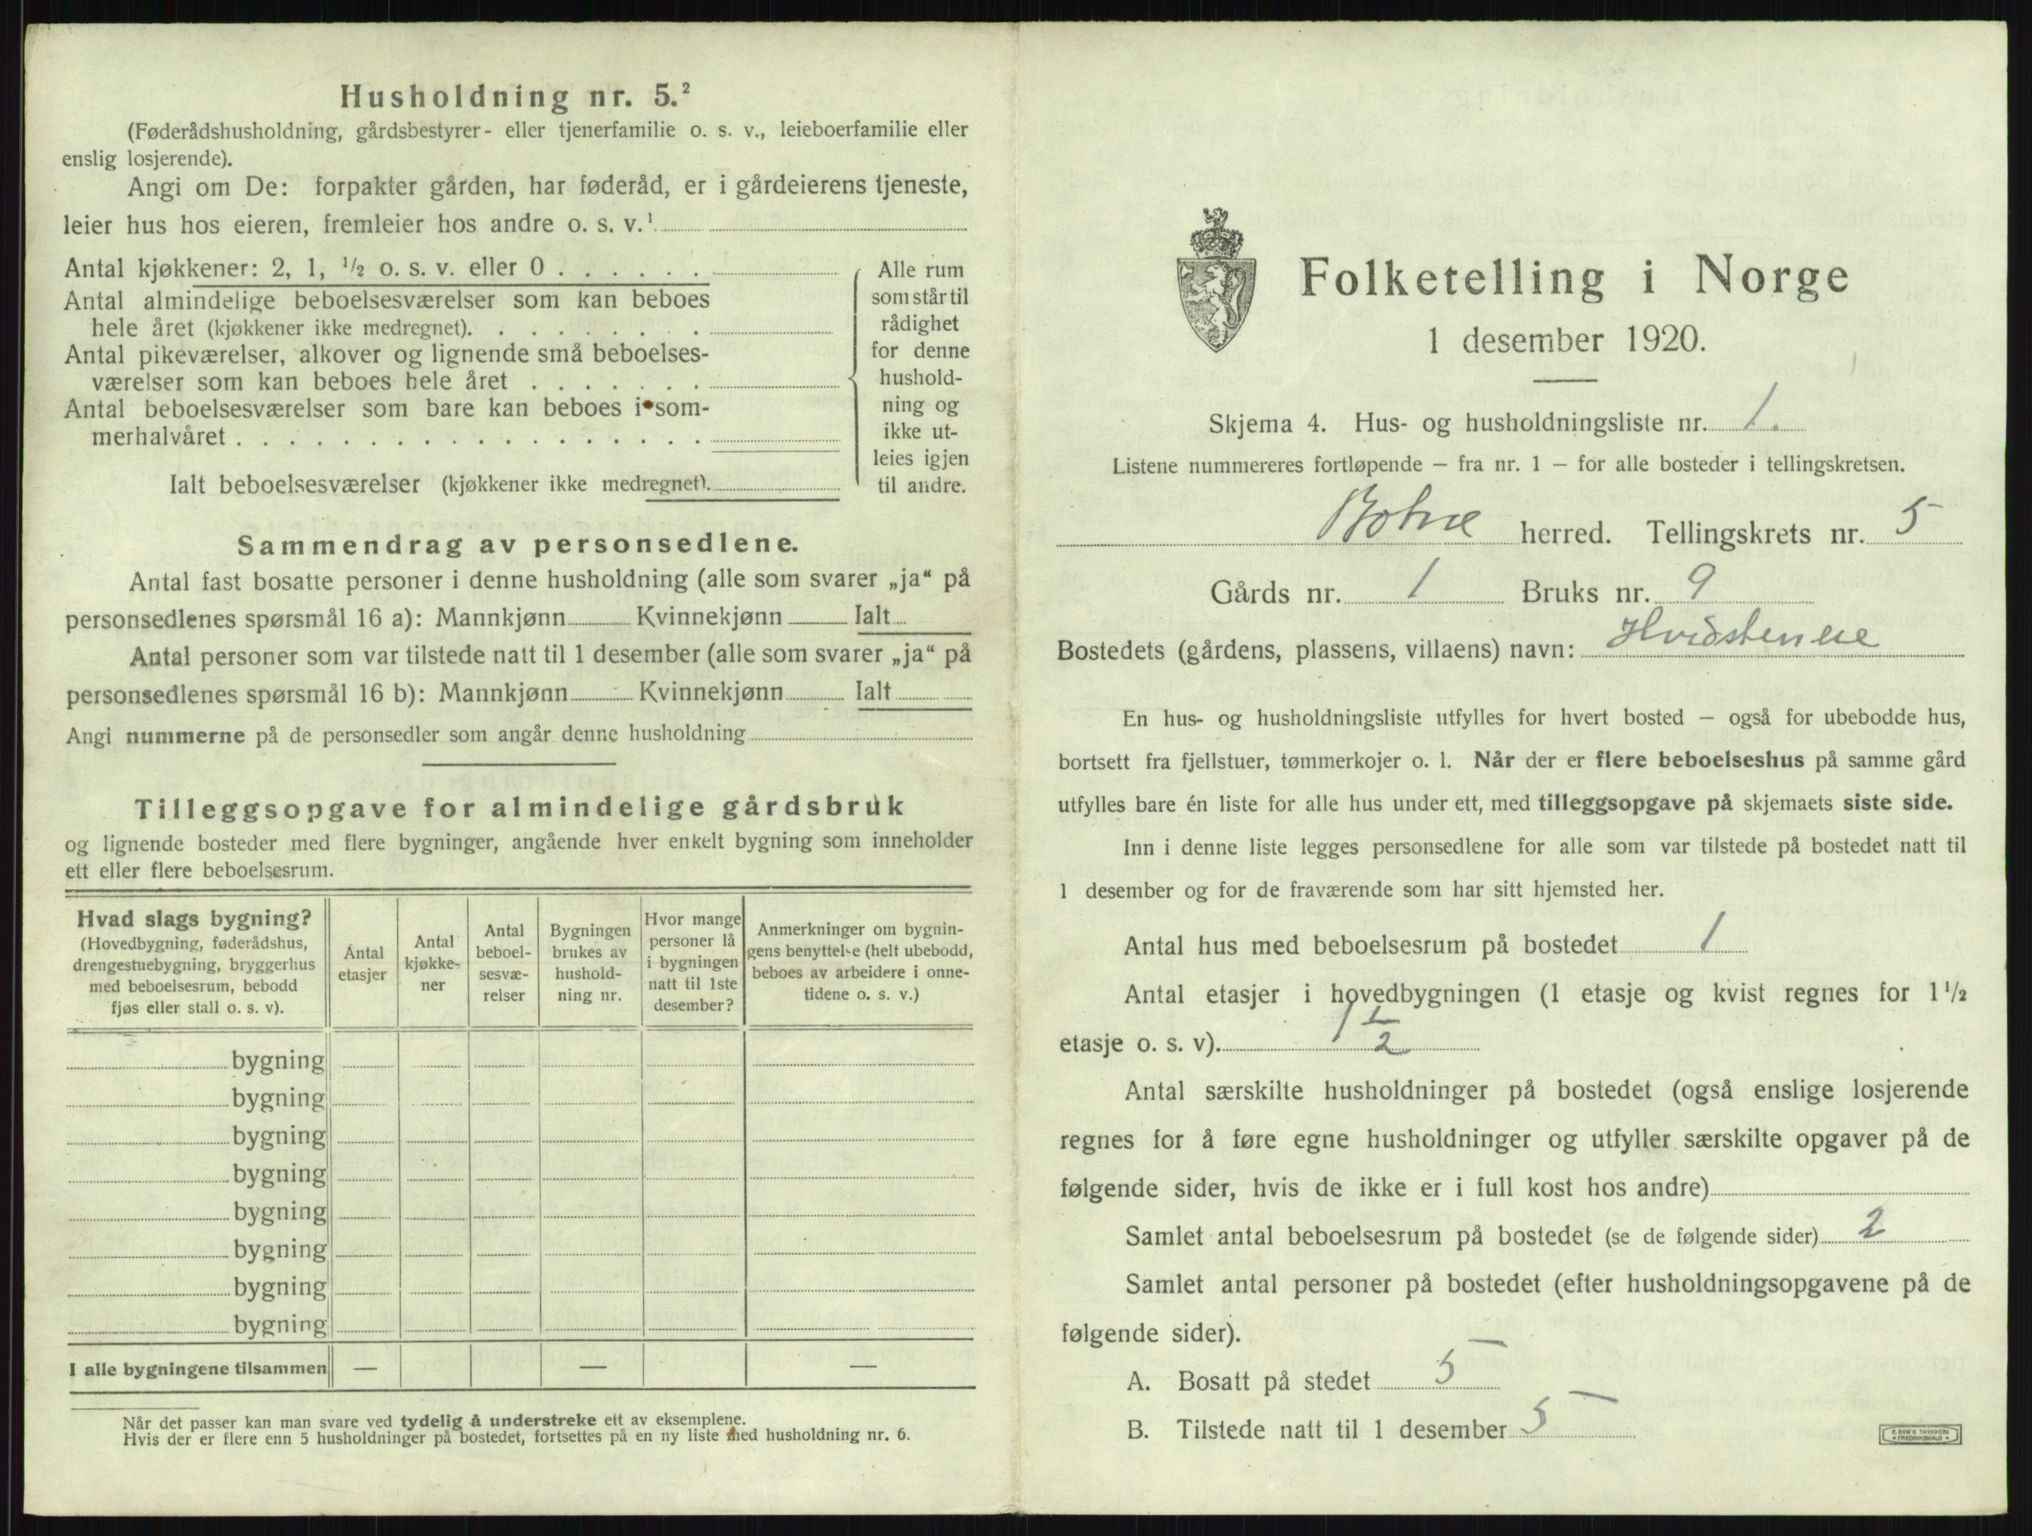 Husholdning nr. 5.²
(Føderådshusholdning, gårdsbestyrer- eller tjenerfamilie o. s. v., leieboerfamilie eller
enslig losjerende).
Angi om De: forpakter gården, har føderåd, er i gårdeierens tjeneste,
leier hus hos eieren, fremleier hos andre o. s. v.¹
Antal kjøkkener: 2, 1, ½ o. s. v. eller 0 . . . . . .
Antal almindelige beboelsesværelser som kan beboes
hele året (kjøkkener ikke medregnet). . . . . . . . .
Antal pikeværelser, alkover og lignende små beboelses-
værelser som kan beboes hele året . . . . . . .
Antal beboelsesværelser som bare kan beboes i som-
merhalvåret . . . . . . . . . . . . . . . . . .
Ialt beboelsesværelser (kjøkkener ikke medregnet).
Alle rum
som står til
rådighet
for denne
hushold-
ning og
ikke ut-
leies igjen
til andre.
Sammendrag av personsedlene.
Antal fast bosatte personer i denne husholdning (alle som svarer „ja“ på
personsedlenes spørsmål 16 a): Mannkjønn Kvinnekjønn Ialt
Antal personer som var tilstede natt til 1 desember (alle som svarer „ja“ på
personsedlenes spørsmål 16 b): Mannkjønn Kvinnekjønn Ialt
Angi nummerne på de personsedler som angår denne husholdning
Tilleggsopgave for almindelige gårdsbruk
og lignende bosteder med flere bygninger, angående hver enkelt bygning som inneholder
ett eller flere beboelsesrum.
Hvad slags bygning?
(Hovedbygning, føderådshus,
drengestuebygning, bryggerhus
med beboelsesrum, bebodd
fjøs eller stall o. s. v).
Antal
etasjer
Antal
kjøkke-
ner
Antal
beboel-
sesvæ-
relser
Bygningen
brukes av
hushold-
ning nr.
Hvor mange
personer lå
i bygningen
natt til 1ste
desember?
Anmerkninger om bygnin-
gens benyttelse (helt ubebodd,
beboes av arbeidere i onne-
tidene o. s. v.)
bygning
bygning
bygning
bygning
bygning
bygning
bygning
bygning
I alle bygningene tilsammen — — —
Når det passer kan man svare ved tydelig å understreke ett av eksemplene.
Hvis der er flere enn 5 husholdninger på bostedet, fortsettes på en ny liste med husholdning nr. 6.
Folketelling i Norge
1 desember 1920.
Skjema 4. Hus- og husholdningsliste nr. 1.
Listene nummereres fortløpende – fra nr. 1 – for alle bosteder i tellingskretsen.
Botne herred. Tellingskrets nr. 5
Gårds nr. 1 Bruks nr. 9
Bostedets (gårdens, plassens, villaens) navn: Hvidsteneie
En hus- og husholdningsliste utfylles for hvert bosted – også for ubebodde hus,
bortsett fra fjellstuer, tømmerkojer o. l. Når der er flere beboelseshus på samme gård
utfylles bare én liste for alle hus under ett, med tilleggsopgave på skjemaets siste side.
Inn i denne liste legges personsedlene for alle som var tilstede på bostedet natt til
1 desember og for de fraværende som har sitt hjemsted her.
Antal hus med beboelsesrum på bostedet 1
Antal etasjer i hovedbygningen (1 etasje og kvist regnes for 1½
etasje o. s. v). 1 ½
Antal særskilte husholdninger på bostedet (også enslige losjerende
regnes for å føre egne husholdninger og utfyller særskilte opgaver på de
følgende sider, hvis de ikke er i full kost hos andre)
Samlet antal beboelsesrum på bostedet (se de følgende sider) 2
Samlet antal personer på bostedet (efter husholdningsopgavene på de
følgende sider).
A. Bosatt på stedet 5
B. Tilstede natt til 1 desember 5